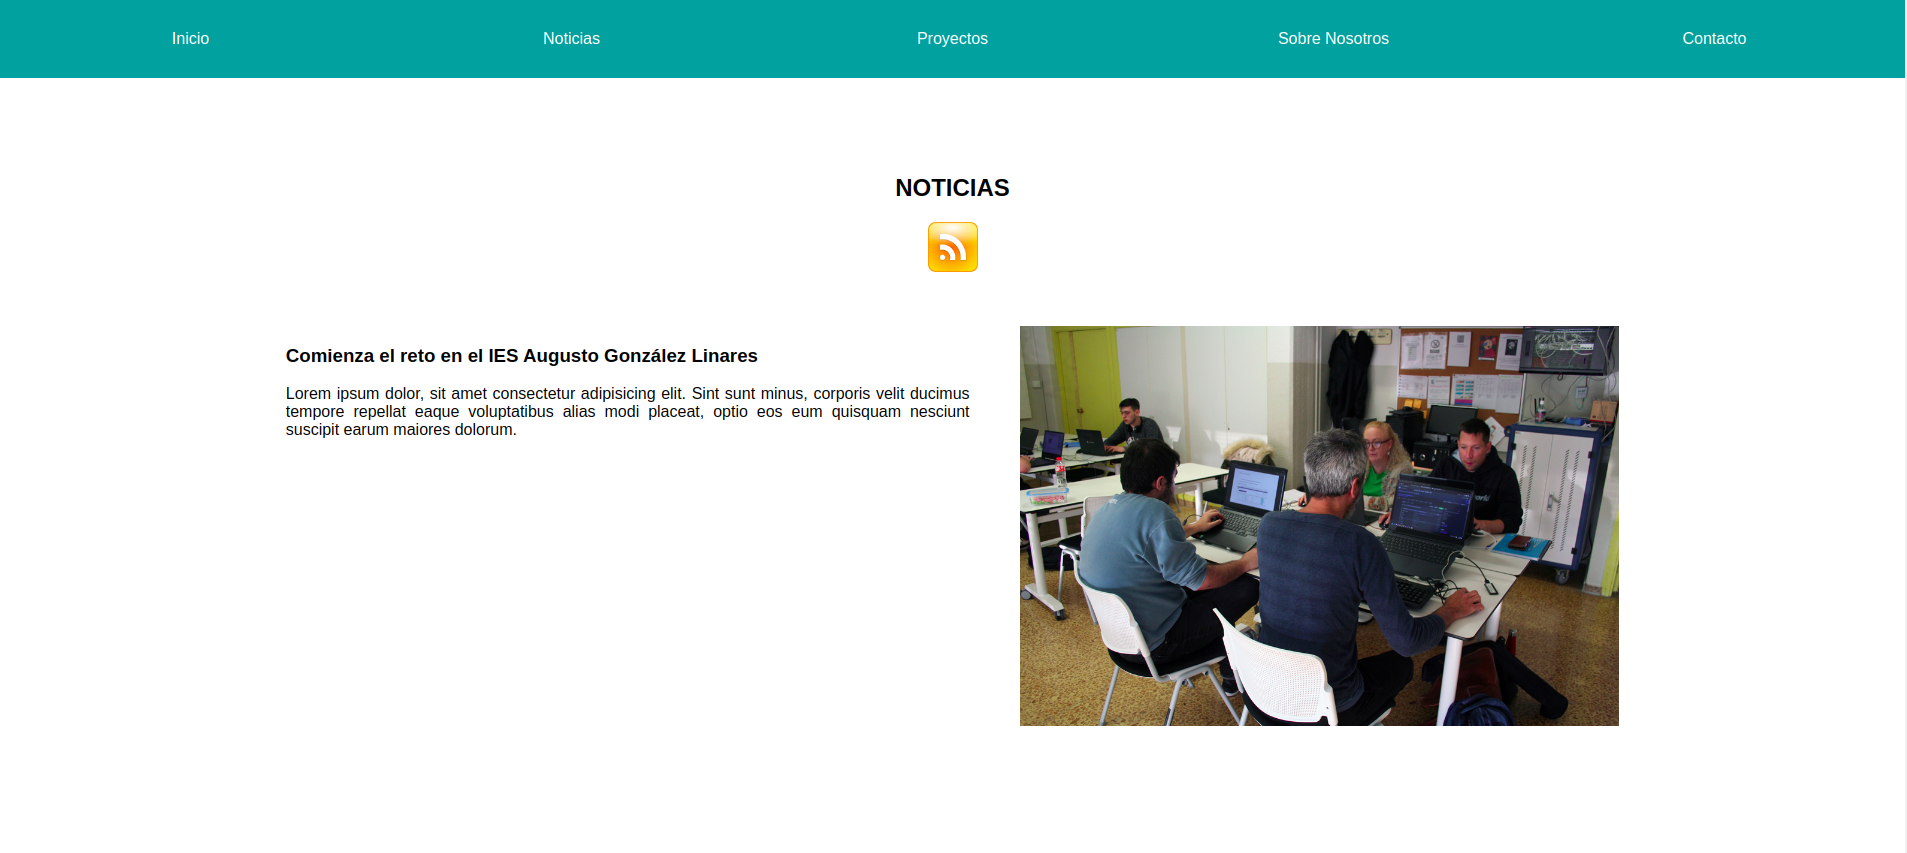 Inicio
Noticias
Proyectos
Sobre Nosotros
Contacto
NOTICIAS
Comienza el reto en el IES Augusto González Linares
Lorem ipsum dolor, sit amet consectetur adipisicing elit. Sint sunt minus, corporis velit ducimus
tempore repellat eaque voluptatibus alias modi placeat, optio eos eum quisquam nesciunt
suscipit earum maiores dolorum.